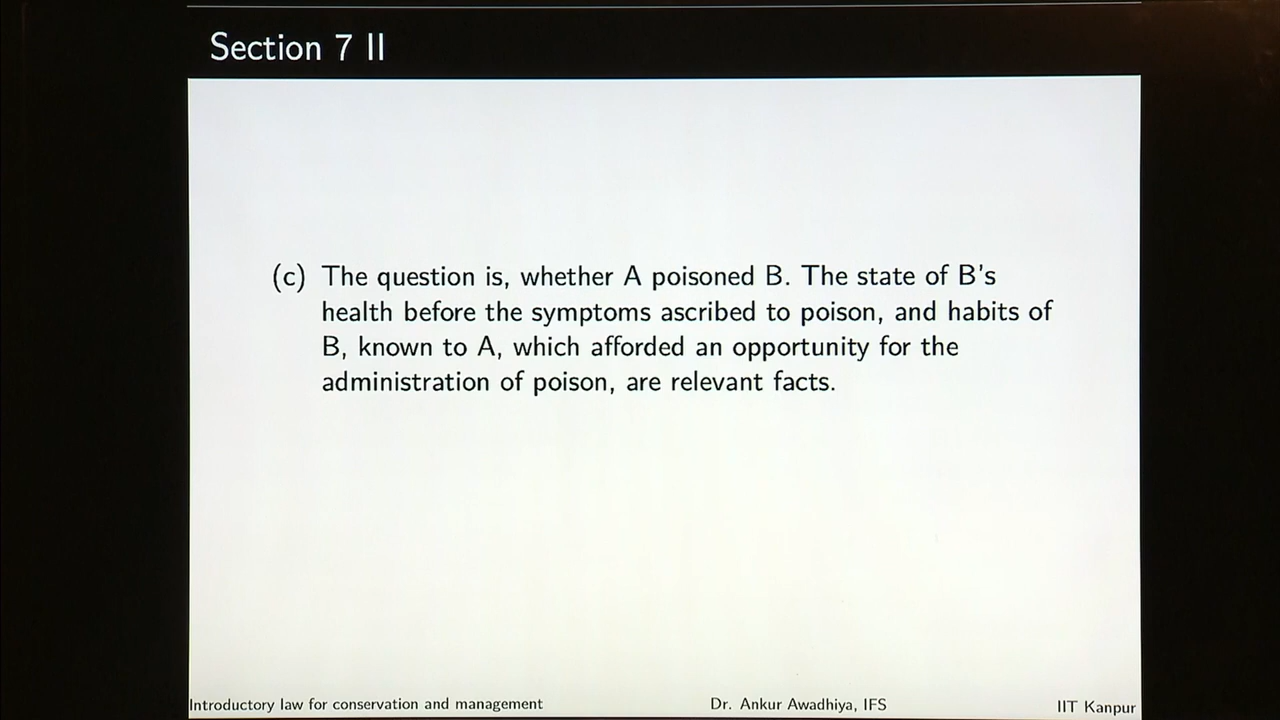 Section 7 II
(c) The question is, whether A poisoned B. The state of B's
health before the symptoms ascribed to poison, and habits of
B, known to A, which afforded an opportunity for the
administration of poison, are relevant facts.
Introductory law for conservation and management Dr. Ankur Awadhiya, IFS IIT Kanpur